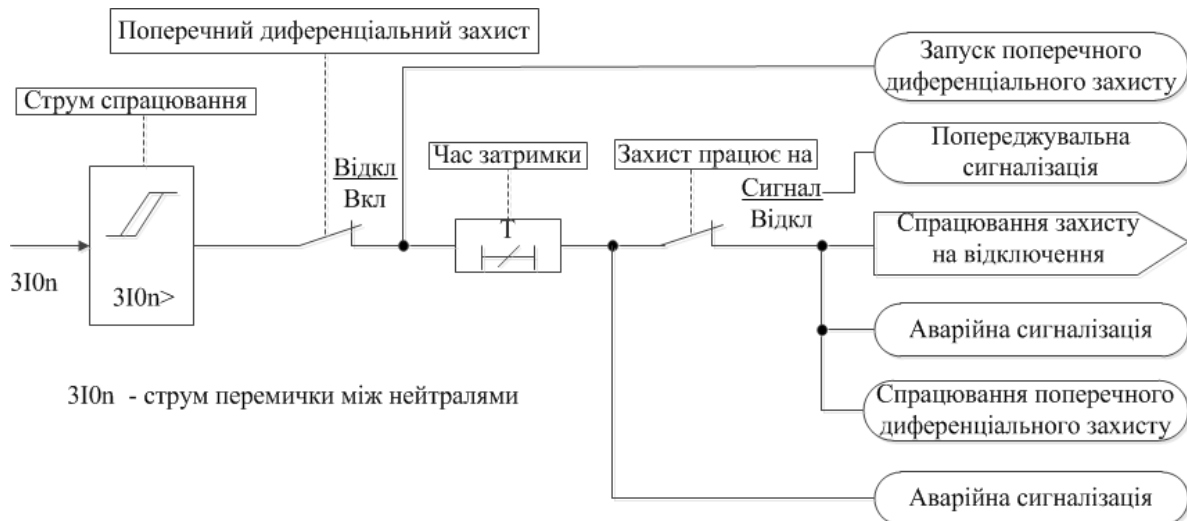 Поперечний диференціальний захист
Запуск поперечного
диференціального захисту
Струм спрацювання
Попереджувальна
сигналізація
Час затримки
Захист працює на
Відкл
Вкл
Сигнал
Відкл
T
Спрацювання захисту
на відключення
3I0n
3I0n>
Аварійна сигналізація
3I0n - струм перемички між нейтралями
Спрацювання поперечного
диференціального захисту
Аварійна сигналізація